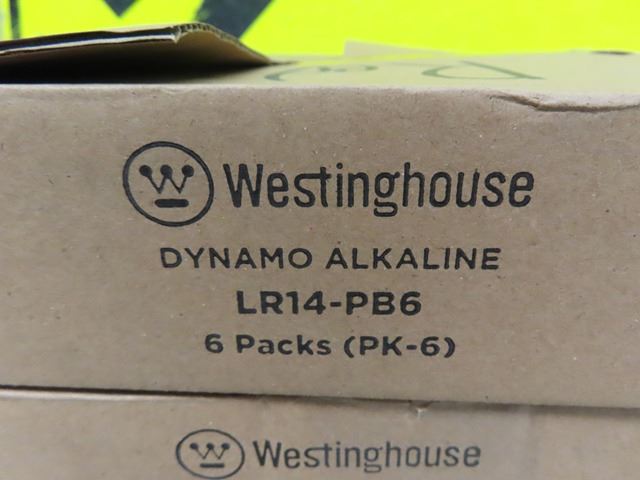 Westinghouse
DYNAMO ALKALINE
LR14-PB6
6 Packs (PK-6)
Westinghouse